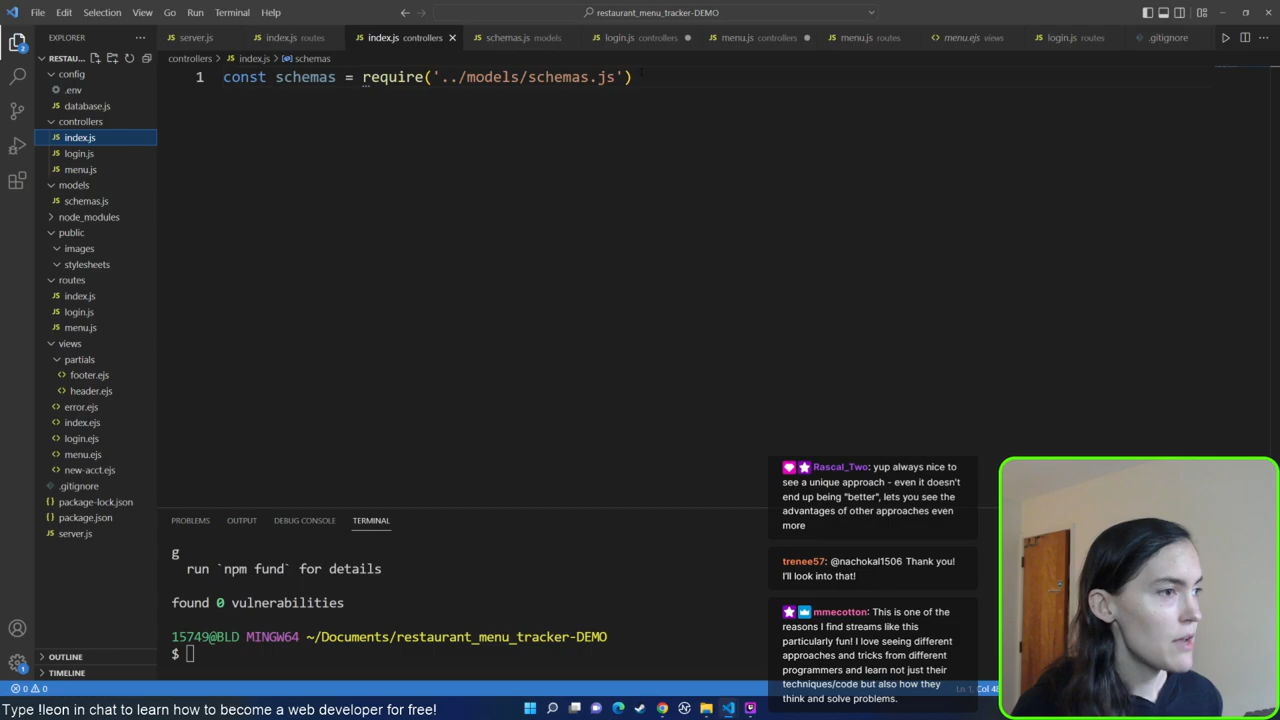 File Edit Selection View Go Run Terminal Help
restaurant_menu_tracker-DEMO
EXPLORER
server.js
index.js routes
index.js controllers
schemas.js models
login.js controllers
menu.js controllers
menu.js routes
menu.ejs views
login.js routes
.gitignore
RESTAU...
controllers > index.js > schemas
1 const schemas = require('../models/schemas.js')
config
.env
database.js
controllers
index.js
login.js
menu.js
models
schemas.js
node_modules
public
images
stylesheets
routes
index.js
login.js
menu.js
views
partials
footer.ejs
header.ejs
error.ejs
index.ejs
login.ejs
menu.ejs
new-acct.ejs
.gitignore
package-lock.json
package.json
server.js
OUTLINE
TIMELINE
PROBLEMS OUTPUT DEBUG CONSOLE TERMINAL
g
run `npm fund` for details
found 0 vulnerabilities
15749@BLD MINGW64 ~/Documents/restaurant_menu_tracker-DEMO
$
Rascal_Two: yup always nice to
see a unique approach - even it doesn't
end up being "better", lets you see the
advantages of other approaches even
more
trenee57: @nachokal1506 Thank you!
I'll look into that!
mmecotton: This is one of the
reasons I find streams like this
particularly fun! I love seeing different
approaches and tricks from different
programmers and learn not just their
techniques/code but also how they
think and solve problems.
0 0
Ln 1, Col 48
Type !leon in chat to learn how to become a web developer for free!